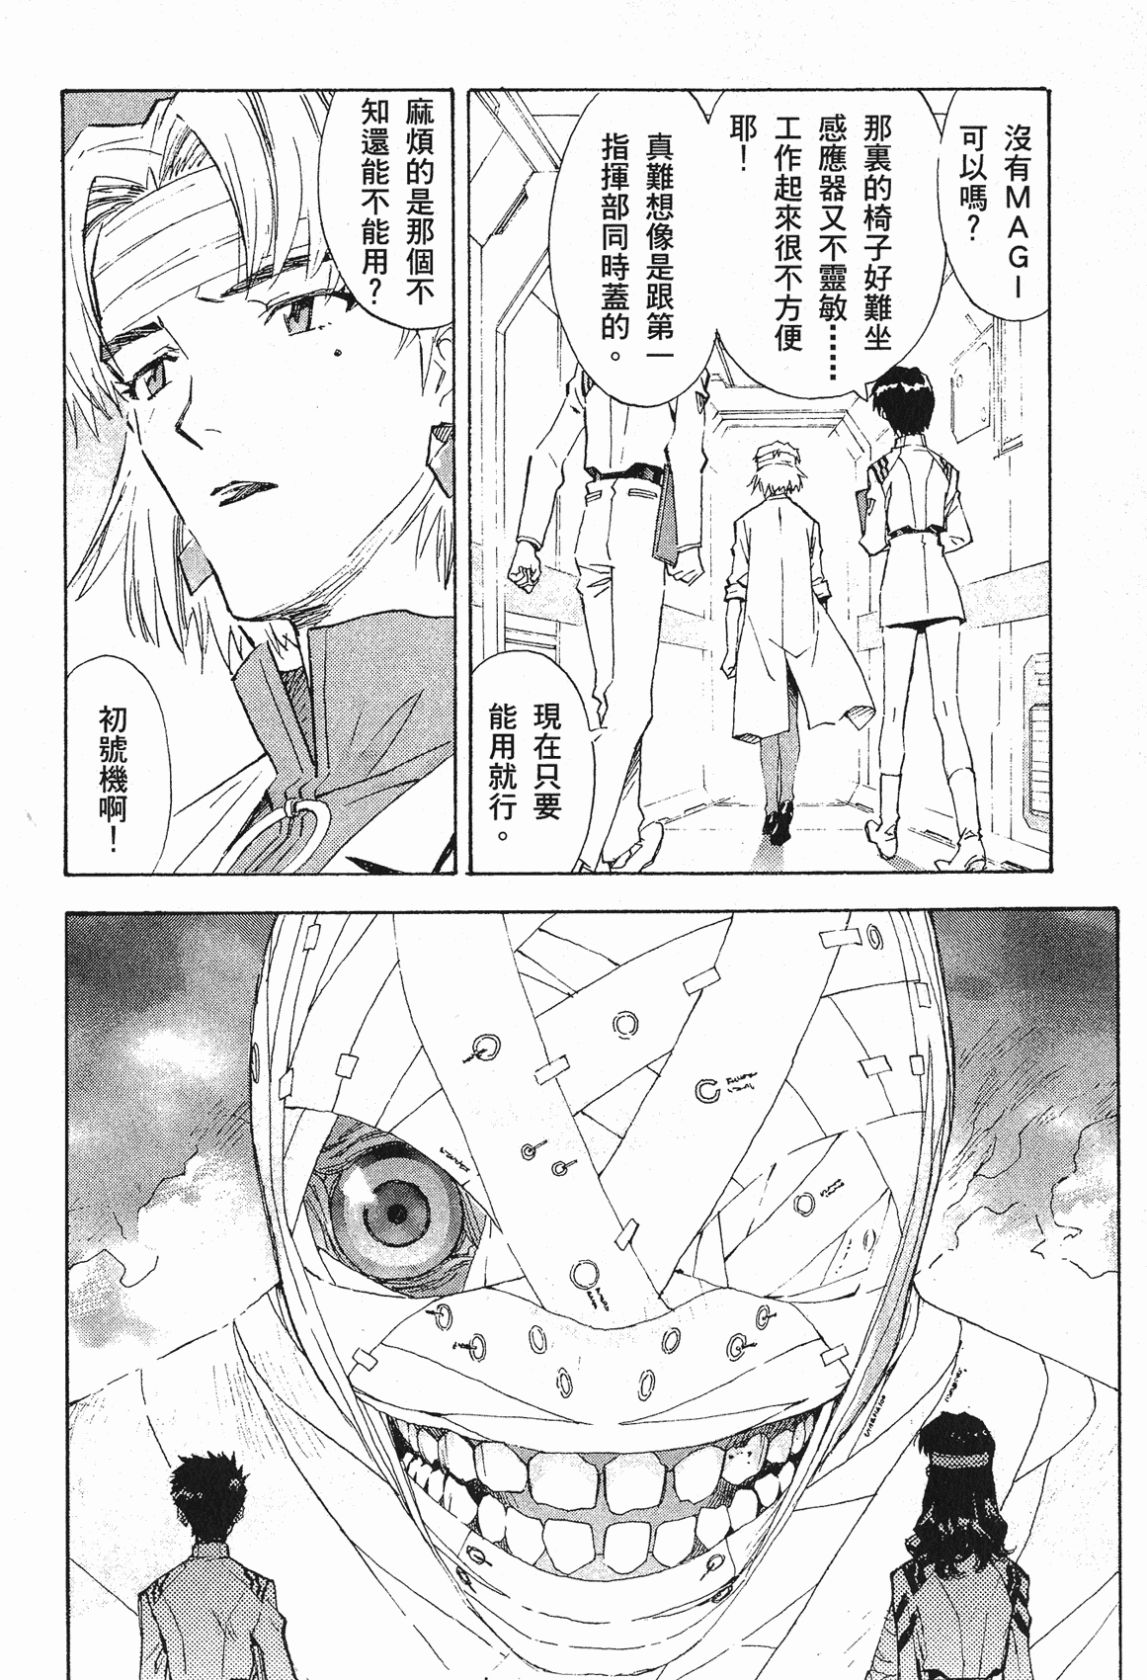 沒有MAGI
可以嗎?
那裏的椅子好難坐
感應器又不靈敏……
工作起來很不方便
耶!
真難想像是跟第一
指揮部同時蓋的。
現在只要
能用就行。
麻煩的是那個不
知還能不能用?
初號機啊!